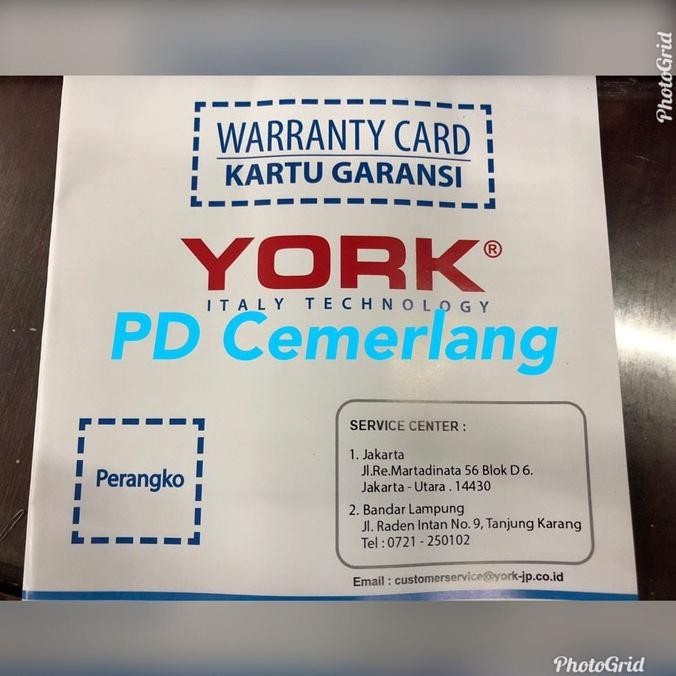 PhotoGrid
WARRANTY CARD
KARTU GARANSI
YORK®
ITALY TECHNOLOGY
PD Cemerlang
Perangko
SERVICE CENTER :
1. Jakarta
Jl.Re.Martadinata 56 Blok D 6.
Jakarta - Utara . 14430
2. Bandar Lampung
Jl. Raden Intan No. 9, Tanjung Karang
Tel : 0721 - 250102
Email : customerservice@york-jp.co.id
PhotoGrid